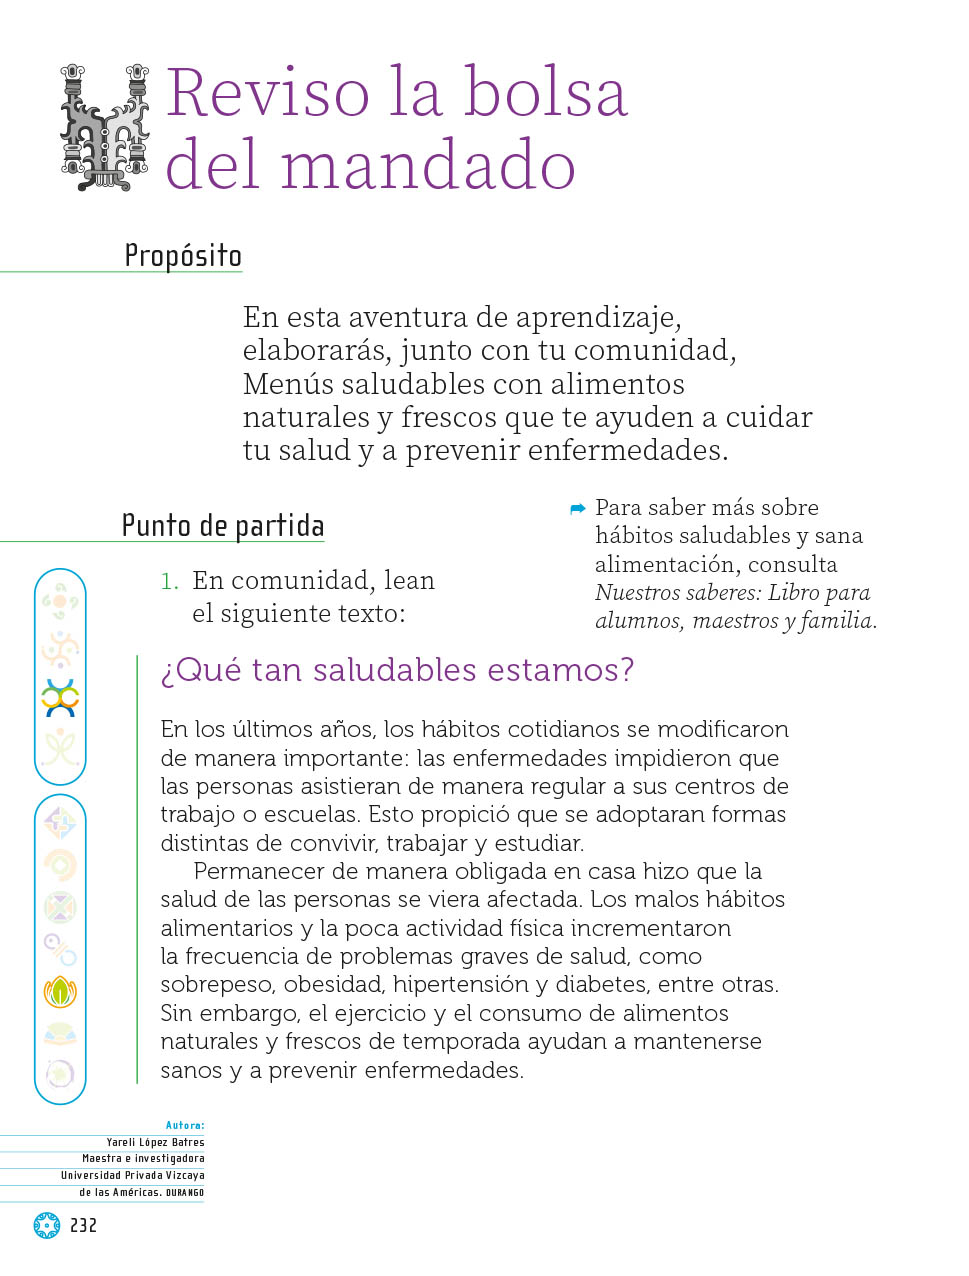 Reviso la bolsa
del mandado
Propósito
En esta aventura de aprendizaje,
elaborarás, junto con tu comunidad,
Menús saludables con alimentos
naturales y frescos que te ayuden a cuidar
tu salud y a prevenir enfermedades.
Punto de partida
1. En comunidad, lean
el siguiente texto:
Para saber más sobre
hábitos saludables y sana
alimentación, consulta
Nuestros saberes: Libro para
alumnos, maestros y familia.
¿Qué tan saludables estamos?
En los últimos años, los hábitos cotidianos se modificaron
de manera importante: las enfermedades impidieron que
las personas asistieran de manera regular a sus centros de
trabajo o escuelas. Esto propició que se adoptaran formas
distintas de convivir, trabajar y estudiar.
Permanecer de manera obligada en casa hizo que la
salud de las personas se viera afectada. Los malos hábitos
alimentarios y la poca actividad física incrementaron
la frecuencia de problemas graves de salud, como
sobrepeso, obesidad, hipertensión y diabetes, entre otras.
Sin embargo, el ejercicio y el consumo de alimentos
naturales y frescos de temporada ayudan a mantenerse
sanos y a prevenir enfermedades.
Autora:
Yareli López Batres
Maestra e investigadora
Universidad Privada Vizcaya
de las Américas. DURANGO
232